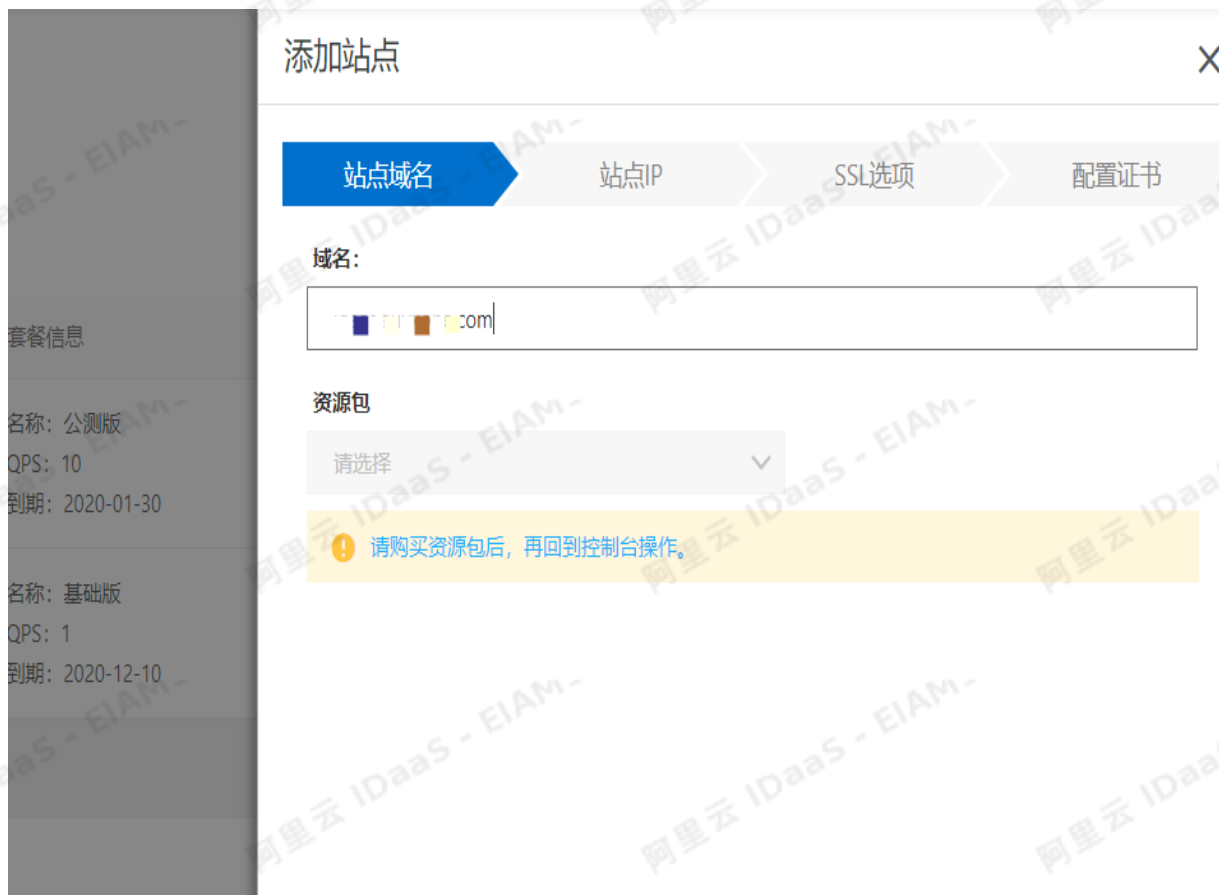 添加站点
站点域名
站点IP
SSL选项
配置证书
域名:
com
资源包
请选择
请购买资源包后，再回到控制台操作。
套餐信息
名称：公测版
QPS：10
到期：2020-01-30
名称：基础版
QPS：1
到期：2020-12-10
阿里云 IDaaS - EIAM-